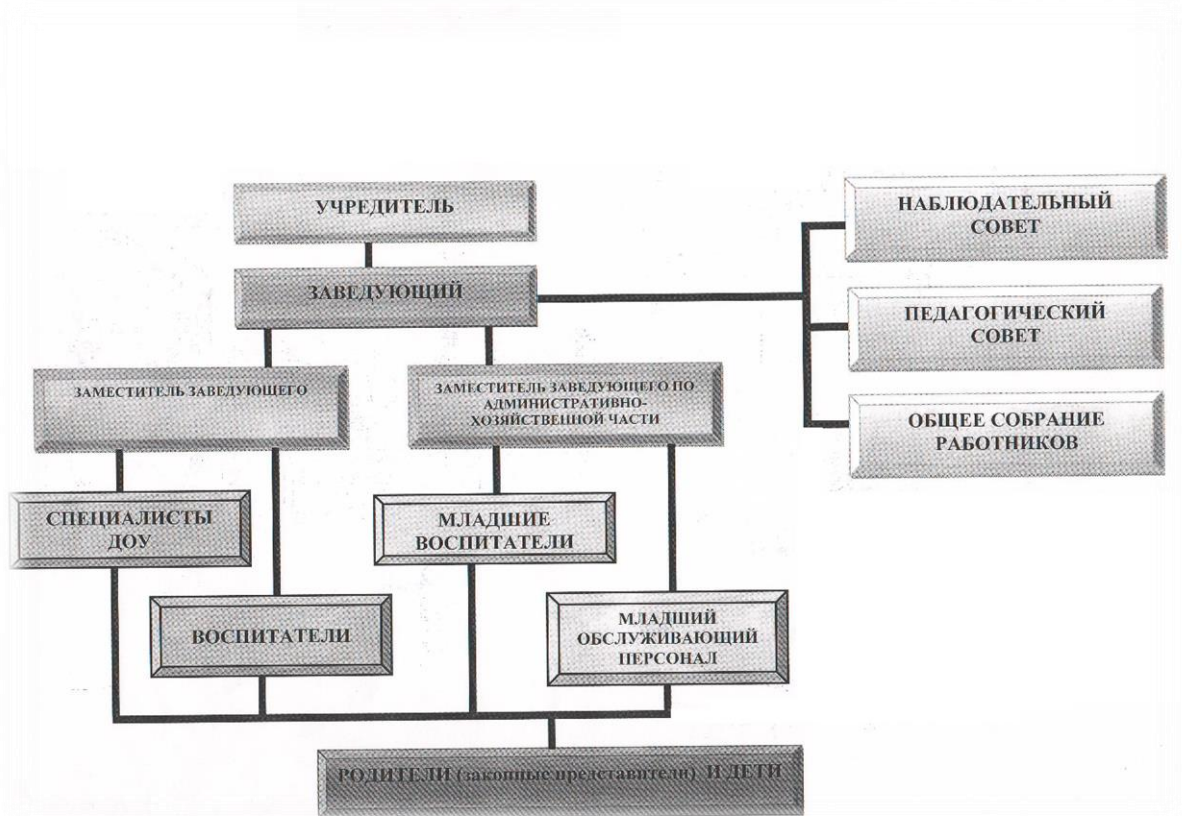 УЧРЕДИТЕЛЬ
ЗАВЕДУЮЩИЙ
НАБЛЮДАТЕЛЬНЫЙ
СОВЕТ
ПЕДАГОГИЧЕСКИЙ
СОВЕТ
ОБЩЕЕ СОБРАНИЕ
РАБОТНИКОВ
ЗАМЕСТИТЕЛЬ ЗАВЕДУЮЩЕГО
ЗАМЕСТИТЕЛЬ ЗАВЕДУЮЩЕГО ПО
АДМИНИСТРАТИВНО-
ХОЗЯЙСТВЕННОЙ ЧАСТИ
СПЕЦИАЛИСТЫ
ДОУ
МЛАДШИЕ
ВОСПИТАТЕЛИ
ВОСПИТАТЕЛИ
МЛАДШИЙ
ОБСЛУЖИВАЮЩИЙ
ПЕРСОНАЛ
РОДИТЕЛИ (законные представители) И ДЕТИ